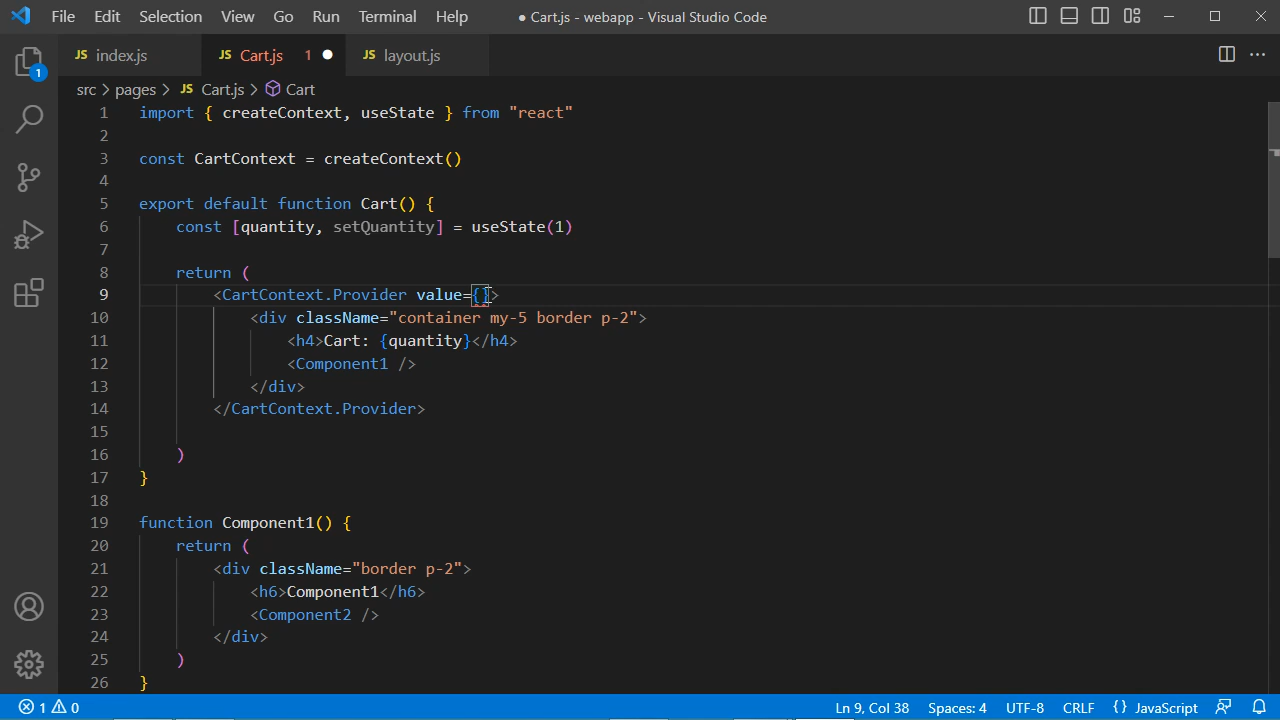 File Edit Selection View Go Run Terminal Help ● Cart.js - webapp - Visual Studio Code
JS index.js JS Cart.js 1 JS layout.js
1
src > pages > JS Cart.js > Cart
1 import { createContext, useState } from "react"
2
3 const CartContext = createContext()
4
5 export default function Cart() {
6 const [quantity, setQuantity] = useState(1)
7
8 return (
9 <CartContext.Provider value={}>
10 <div className="container my-5 border p-2">
11 <h4>Cart: {quantity}</h4>
12 <Component1 />
13 </div>
14 </CartContext.Provider>
15
16 )
17 }
18
19 function Component1() {
20 return (
21 <div className="border p-2">
22 <h6>Component1</h6>
23 <Component2 />
24 </div>
25 )
26 }
1 0 Ln 9, Col 38 Spaces: 4 UTF-8 CRLF {} JavaScript